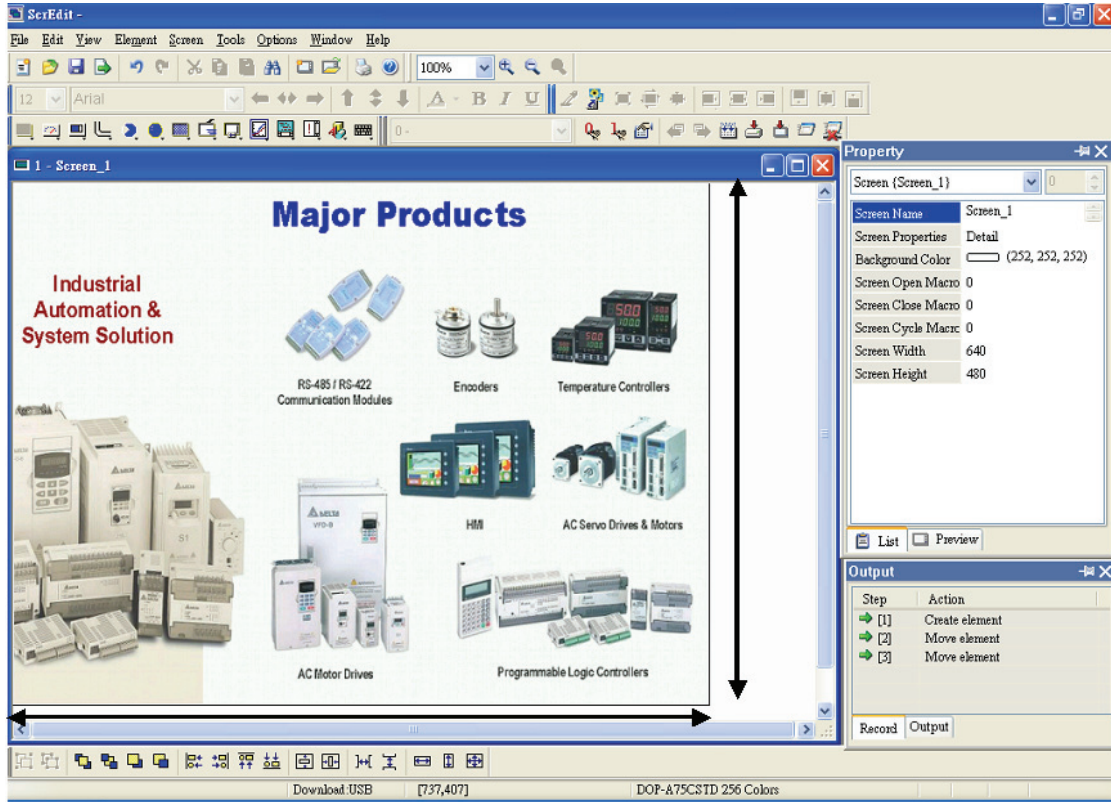 ScrEdit -
File Edit View Element Screen Tools Options Window Help
100%
12 Arial A B I U
0 -
1 - Screen_1
Major Products
Industrial
Automation &
System Solution
RS-485 / RS-422
Communication Modules
Encoders
Temperature Controllers
HMI
AC Servo Drives & Motors
AC Motor Drives
Programmable Logic Controllers
Property
Screen {Screen_1} 0
Screen Name Screen_1
Screen Properties Detail
Background Color (252, 252, 252)
Screen Open Macro 0
Screen Close Macro 0
Screen Cycle Macrc 0
Screen Width 640
Screen Height 480
List Preview
Output
Step Action
[1] Create element
[2] Move element
[3] Move element
Record Output
Download:USB [737,407] DOP-A75CSTD 256 Colors